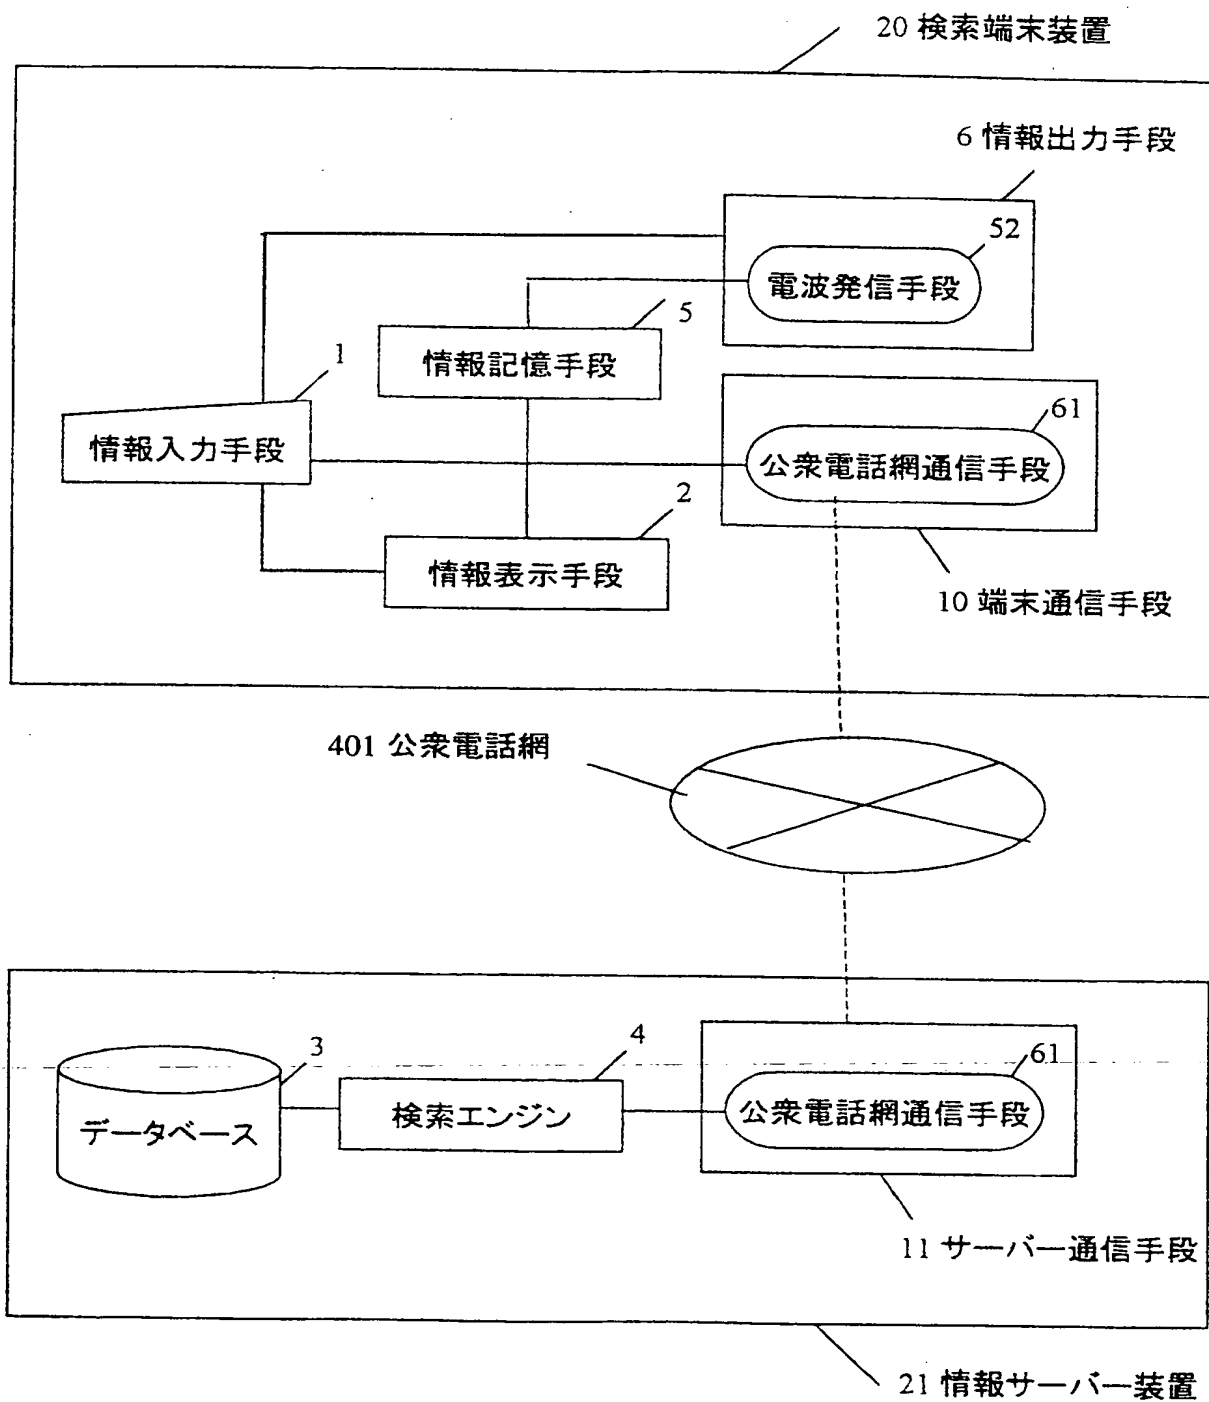 20 検索端末装置
6 情報出力手段
52
電波発信手段
5
情報記憶手段
1
情報入力手段
61
公衆電話網通信手段
2
情報表示手段
10 端末通信手段
401 公衆電話網
3
データベース
4
検索エンジン
61
公衆電話網通信手段
11 サーバー通信手段
21 情報サーバー装置